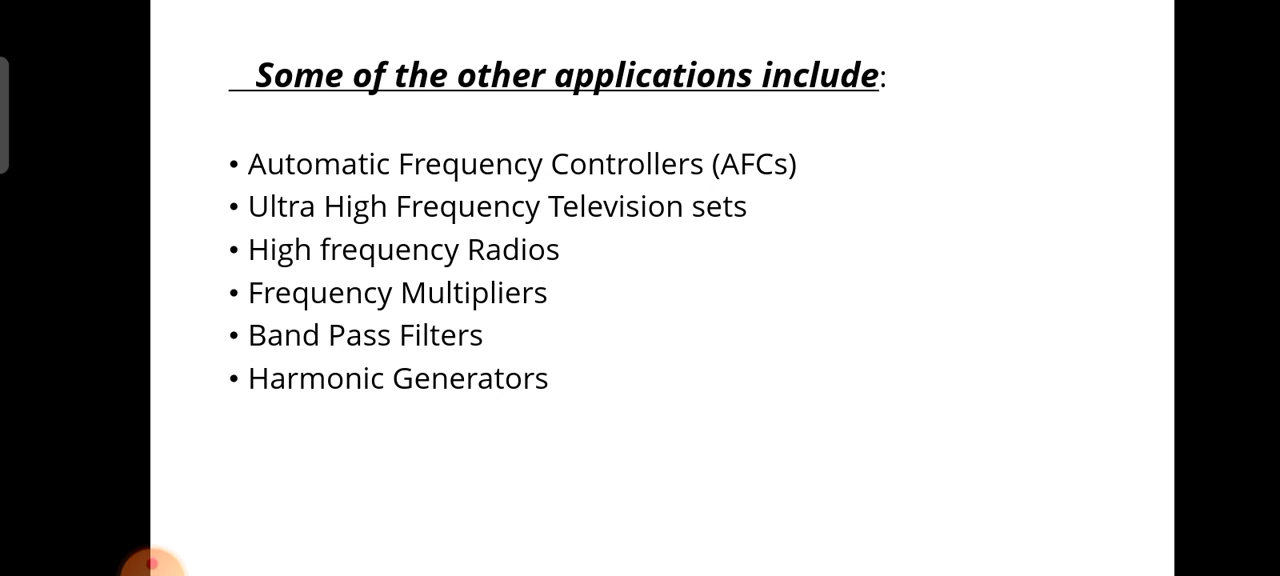 Some of the other applications include:
• Automatic Frequency Controllers (AFCs)
• Ultra High Frequency Television sets
• High frequency Radios
• Frequency Multipliers
• Band Pass Filters
• Harmonic Generators